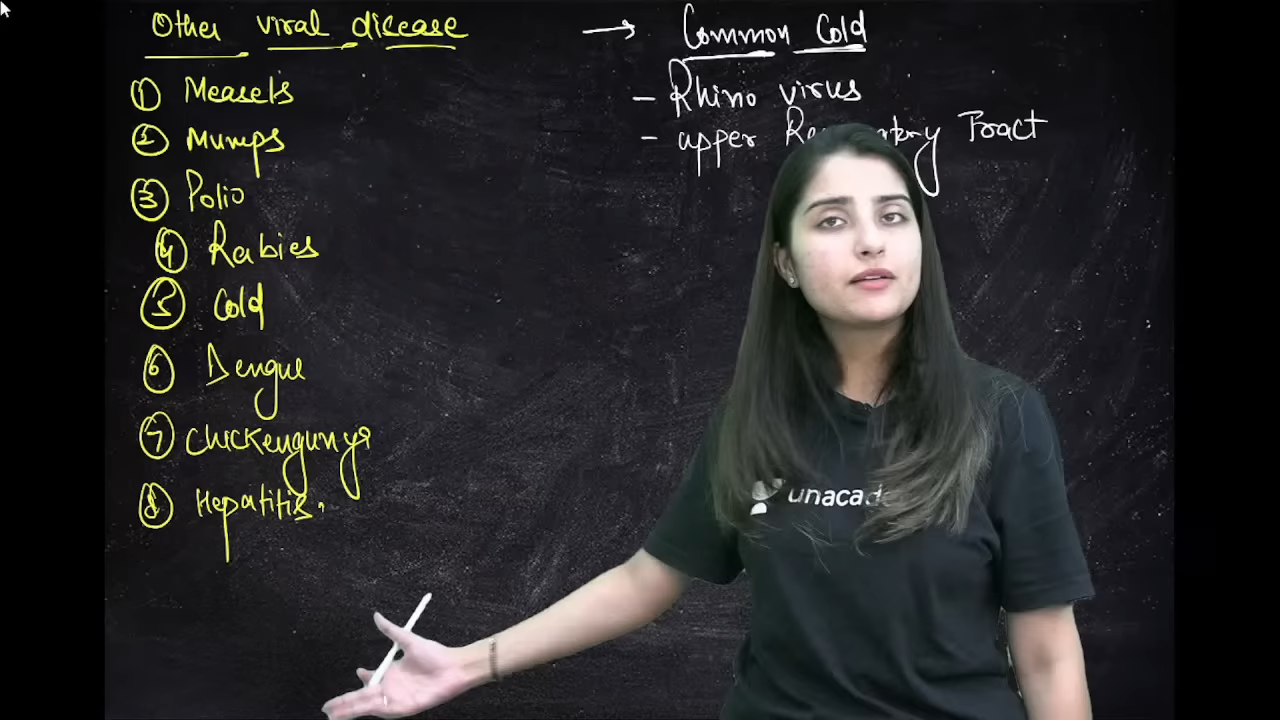 Other viral disease
① Measels
② Mumps
③ Polio
④ Rabies
⑤ Cold
⑥ Dengue
⑦ Chickengunya
⑧ Hepatitis.
→ Common Cold
- Rhino virus
- upper Tract
unacade